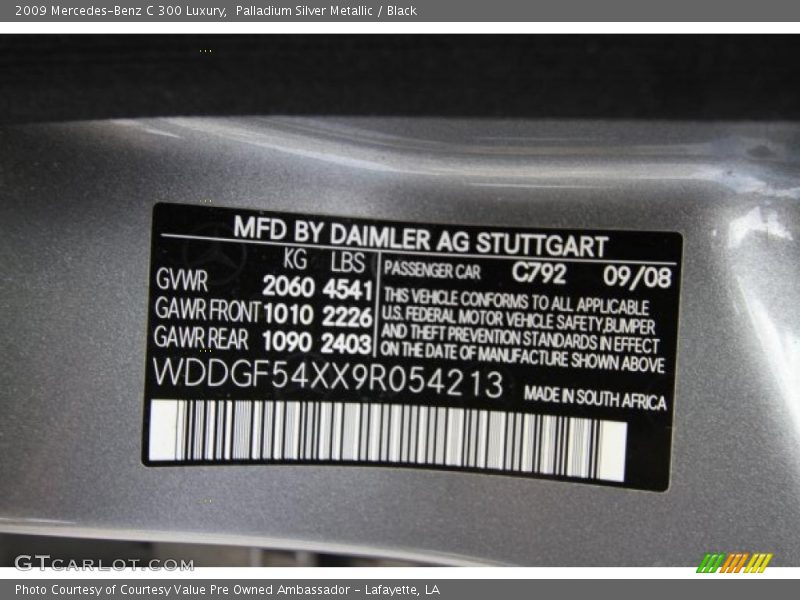 2009 Mercedes-Benz C 300 Luxury,  Palladium Silver Metallic / Black
MFD BY DAIMLER AG STUTTGART
KG LBS
GVWR 2060 4541
GAWR FRONT 1010 2226
GAWR REAR 1090 2403
PASSENGER CAR C792 09/08
THIS VEHICLE CONFORMS TO ALL APPLICABLE
U.S. FEDERAL MOTOR VEHICLE SAFETY,BUMPER
AND THEFT PREVENTION STANDARDS IN EFFECT
ON THE DATE OF MANUFACTURE SHOWN ABOVE
WDDGF54XX9R054213
MADE IN SOUTH AFRICA
GTCARLOT.COM
Photo Courtesy of Courtesy Value Pre Owned Ambassador - Lafayette, LA